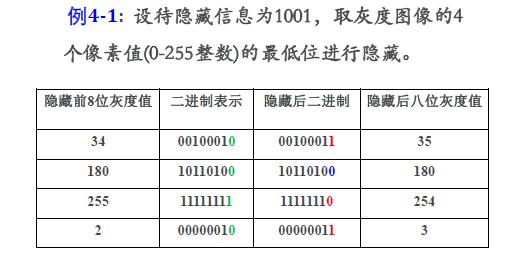 例4-1: 设待隐藏信息为1001，取灰度图像的4
个像素值(0-255整数)的最低位进行隐藏。
隐藏前8位灰度值 二进制表示 隐藏后二进制 隐藏后八位灰度值
34 00100010 00100011 35
180 10110100 10110100 180
255 11111111 11111110 254
2 00000010 00000011 3